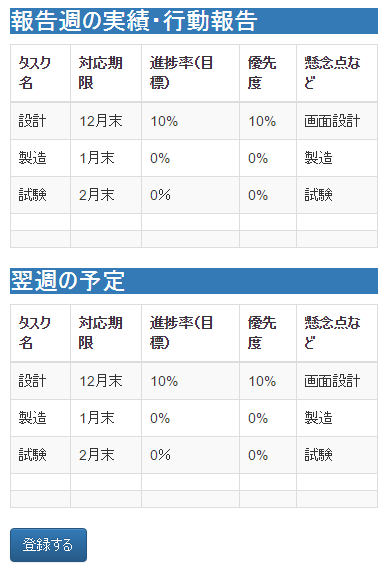 報告週の実績・行動報告
タスク名 対応期限 進捗率(目標) 優先度 懸念点など
設計 12月末 10% 10% 画面設計
製造 1月末 0% 0% 製造
試験 2月末 0% 0% 試験
翌週の予定
タスク名 対応期限 進捗率(目標) 優先度 懸念点など
設計 12月末 10% 10% 画面設計
製造 1月末 0% 0% 製造
試験 2月末 0% 0% 試験
登録する